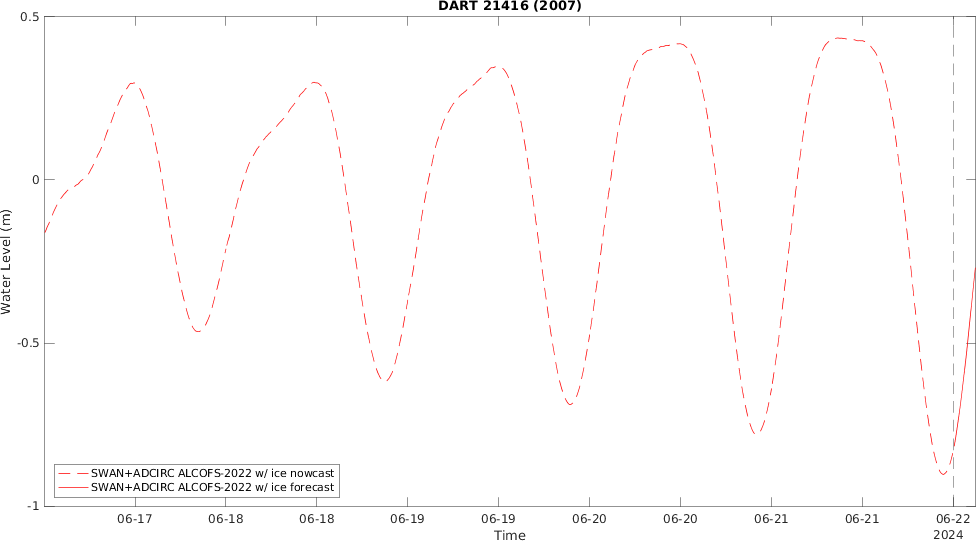 DART 21416 (2007)
0.5
0
-0.5
-1
Water Level (m)
SWAN+ADCIRC ALCOFS-2022 w/ ice nowcast
SWAN+ADCIRC ALCOFS-2022 w/ ice forecast
06-17 06-18 06-18 06-19 06-19 06-20 06-20 06-21 06-21 06-22
2024
Time